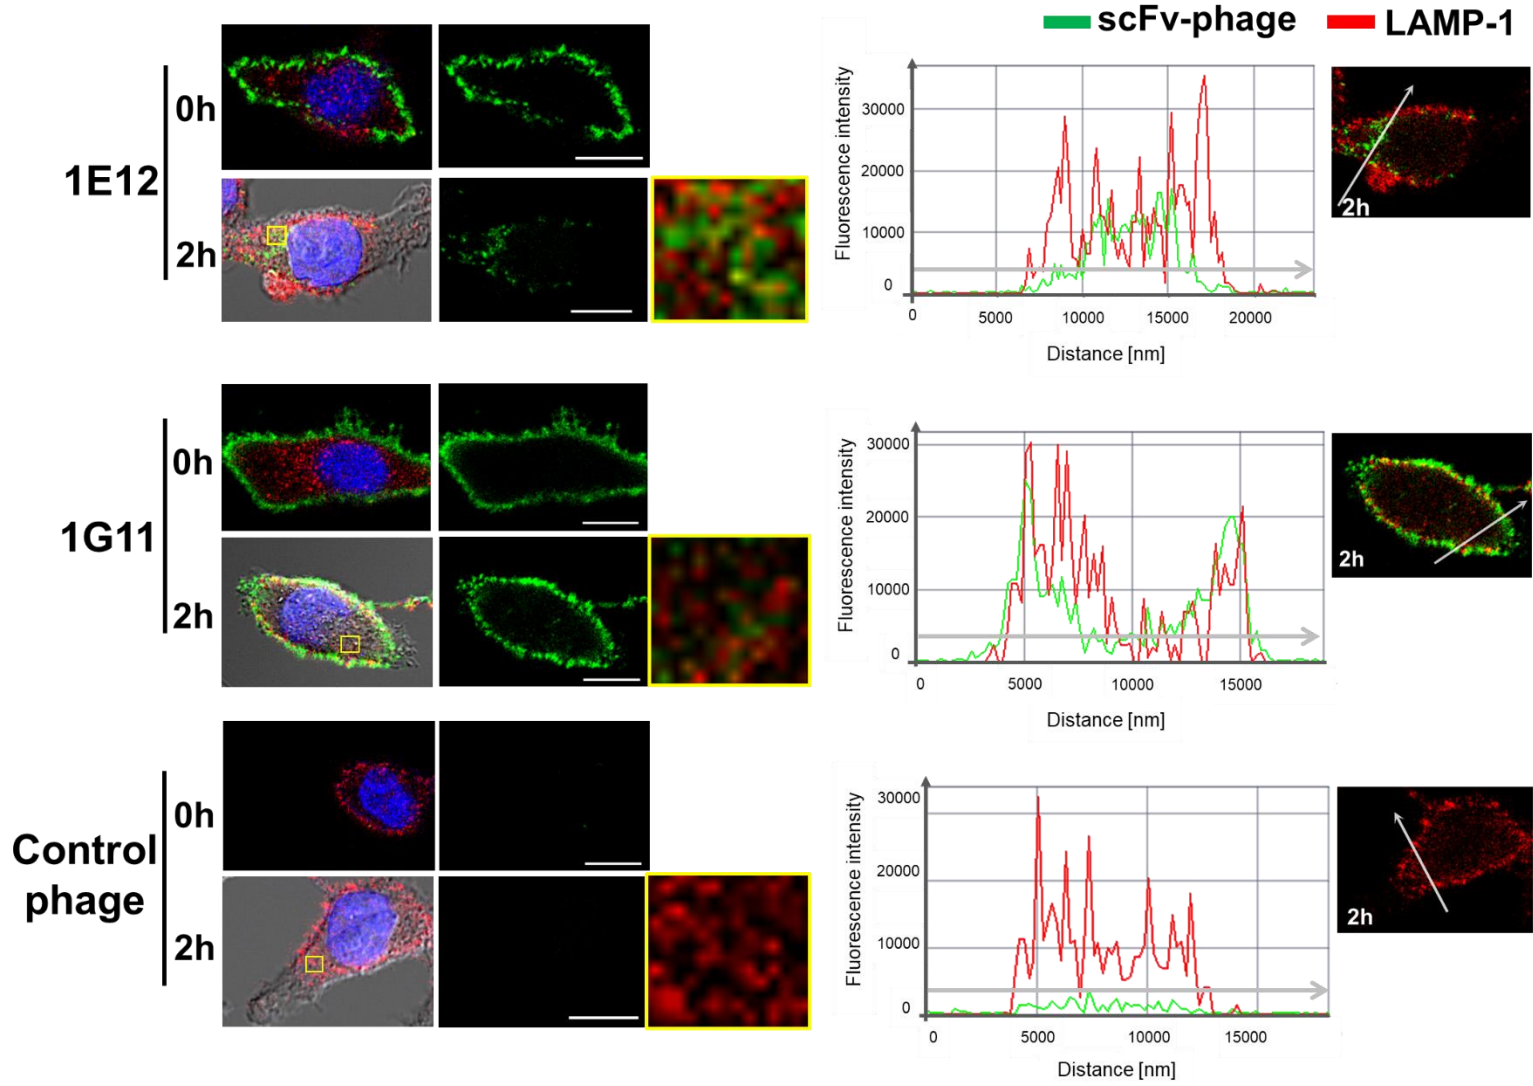 scFv-phage LAMP-1
1E12
0h
2h
Fluorescence intensity
30000
20000
10000
0
0 5000 10000 15000 20000
Distance [nm]
2h
1G11
0h
2h
Fluorescence intensity
30000
20000
10000
0
0 5000 10000 15000
Distance [nm]
2h
Control
phage
0h
2h
Fluorescence intensity
30000
20000
10000
0
0 5000 10000 15000
Distance [nm]
2h